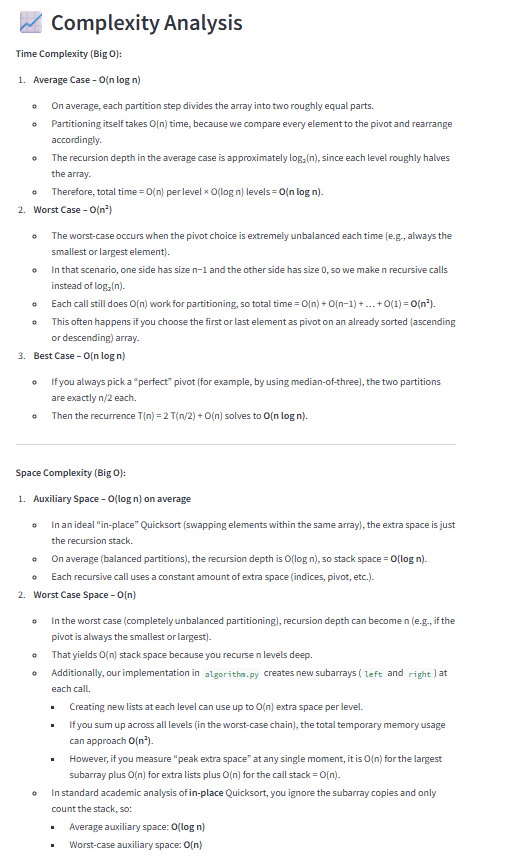 Complexity Analysis
Time Complexity (Big O):
1. Average Case – O(n log n)
On average, each partition step divides the array into two roughly equal parts.
Partitioning itself takes O(n) time, because we compare every element to the pivot and rearrange
accordingly.
The recursion depth in the average case is approximately log₂(n), since each level roughly halves
the array.
Therefore, total time = O(n) per level × O(log n) levels = O(n log n).
2. Worst Case – O(n²)
The worst-case occurs when the pivot choice is extremely unbalanced each time (e.g., always the
smallest or largest element).
In that scenario, one side has size n−1 and the other side has size 0, so we make n recursive calls
instead of log₂(n).
Each call still does O(n) work for partitioning, so total time = O(n) + O(n−1) + … + O(1) = O(n²).
This often happens if you choose the first or last element as pivot on an already sorted (ascending
or descending) array.
3. Best Case – O(n log n)
If you always pick a “perfect” pivot (for example, by using median-of-three), the two partitions
are exactly n/2 each.
Then the recurrence T(n) = 2 T(n/2) + O(n) solves to O(n log n).
Space Complexity (Big O):
1. Auxiliary Space – O(log n) on average
In an ideal “in-place” Quicksort (swapping elements within the same array), the extra space is just
the recursion stack.
On average (balanced partitions), the recursion depth is O(log n), so stack space = O(log n).
Each recursive call uses a constant amount of extra space (indices, pivot, etc.).
2. Worst Case Space – O(n)
In the worst case (completely unbalanced partitioning), recursion depth can become n (e.g., if the
pivot is always the smallest or largest).
That yields O(n) stack space because you recurse n levels deep.
Additionally, our implementation in algorithm.py creates new subarrays ( left and right ) at
each call.
Creating new lists at each level can use up to O(n) extra space per level.
If you sum up across all levels (in the worst-case chain), the total temporary memory usage
can approach O(n²).
However, if you measure “peak extra space” at any single moment, it is O(n) for the largest
subarray plus O(n) for extra lists plus O(n) for the call stack = O(n).
In standard academic analysis of in-place Quicksort, you ignore the subarray copies and only
count the stack, so:
Average auxiliary space: O(log n)
Worst-case auxiliary space: O(n)